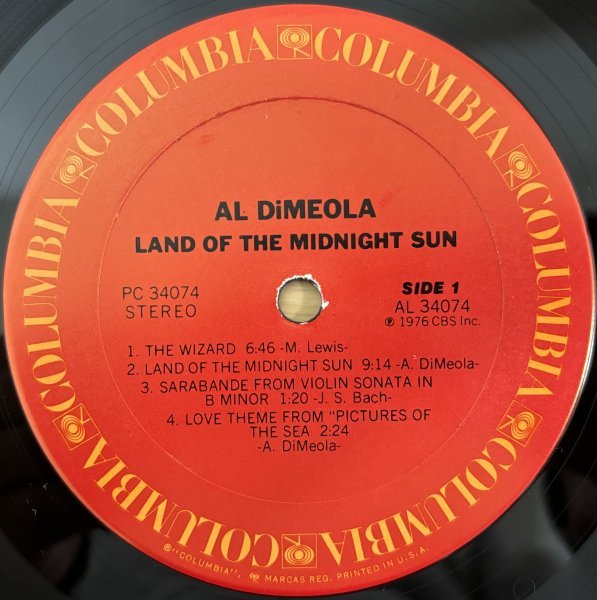 COLUMBIA COLUMBIA COLUMBIA COLUMBIA COLUMBIA COLUMBIA
AL DiMEOLA
LAND OF THE MIDNIGHT SUN
PC 34074
STEREO
SIDE 1
AL 34074
℗ 1976 CBS Inc.
1. THE WIZARD 6:46 -M. Lewis-
2. LAND OF THE MIDNIGHT SUN 9:14 -A. DiMeola-
3. SARABANDE FROM VIOLIN SONATA IN
B MINOR 1:20 -J. S. Bach-
4. LOVE THEME FROM "PICTURES OF
THE SEA 2:24
-A. DiMeola-
®"COLUMBIA", MARCAS REG. PRINTED IN U.S.A.